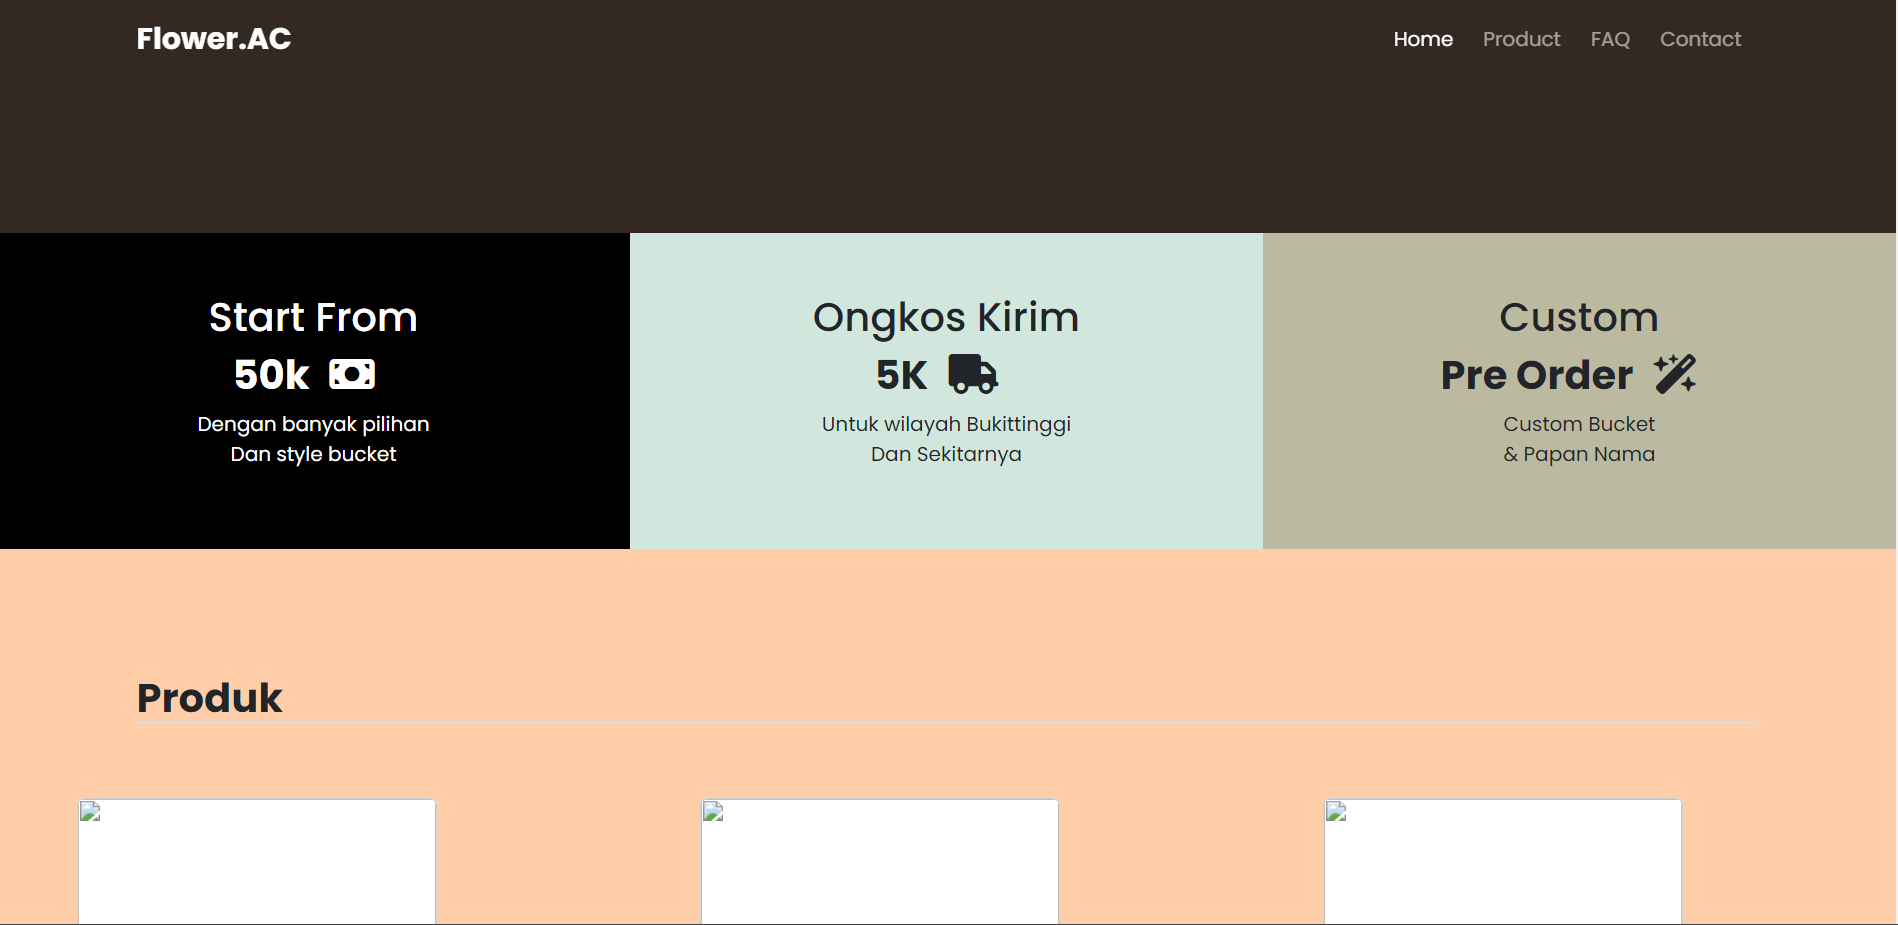 Flower.AC
Home Product FAQ Contact
Start From
50k
Dengan banyak pilihan
Dan style bucket
Ongkos Kirim
5K
Untuk wilayah Bukittinggi
Dan Sekitarnya
Custom
Pre Order
Custom Bucket
& Papan Nama
Produk